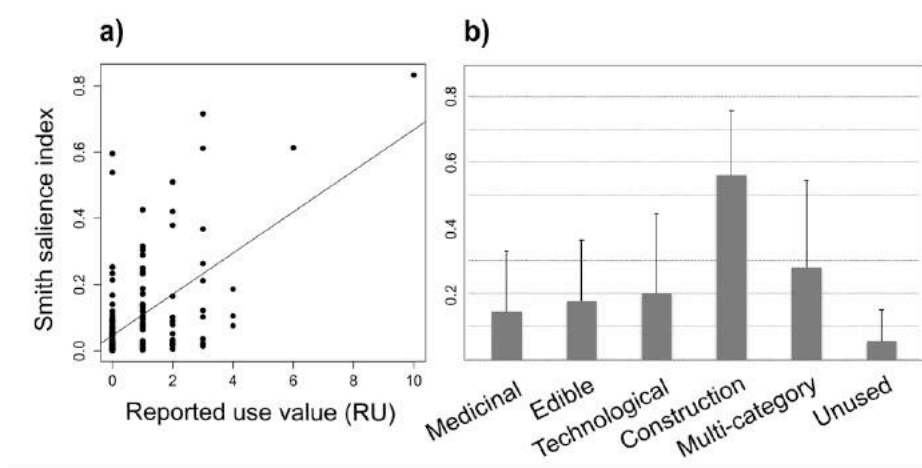 a)
Smith salience index
0.8
0.6
0.4
0.2
0.0
0
2
4
6
8
10
Reported use value (RU)
b)
0.8
0.6
0.4
0.2
Medicinal
Edible
Technological
Construction
Multi-category
Unused